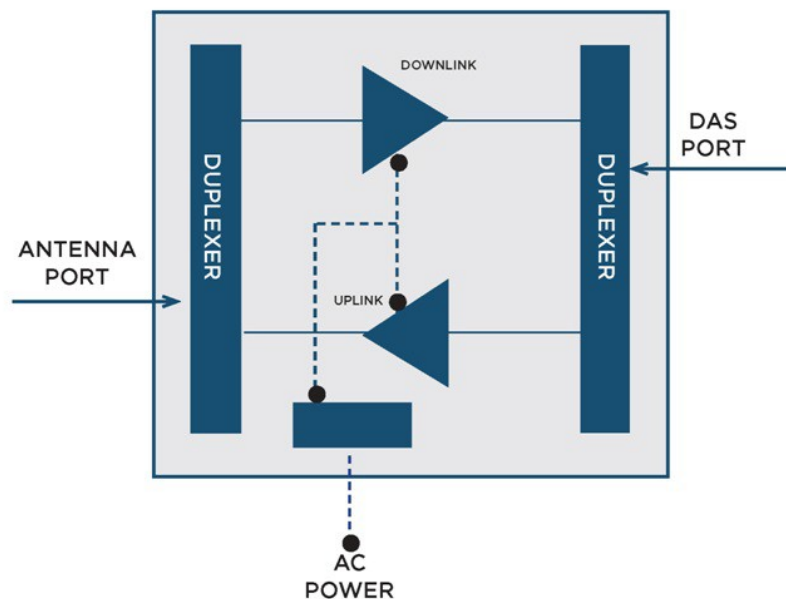 DOWNLINK
DUPLEXER
DUPLEXER
DAS
PORT
ANTENNA
PORT
UPLINK
AC
POWER